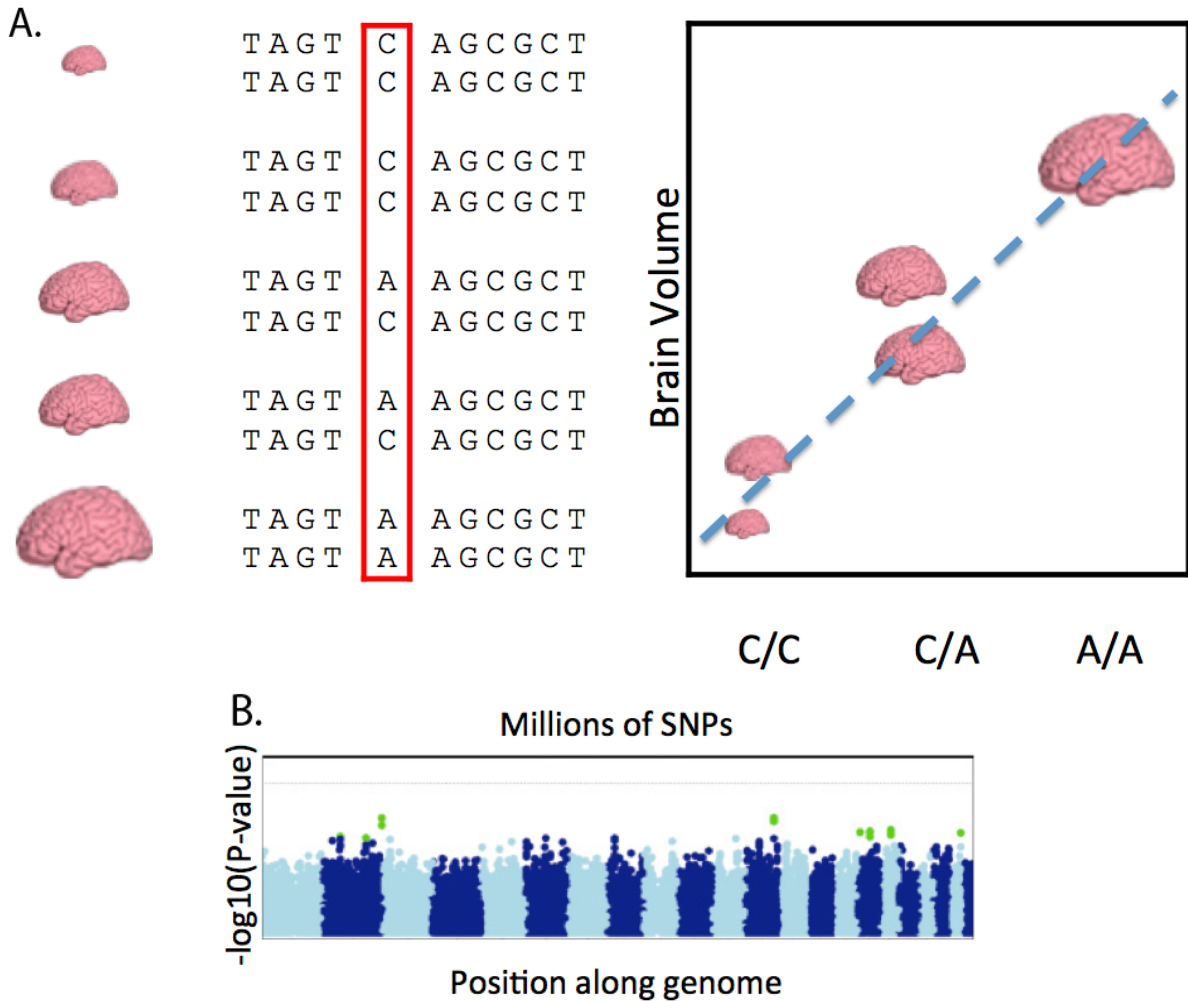 A.
TAGT C AGCGCT
TAGT C AGCGCT
TAGT C AGCGCT
TAGT C AGCGCT
TAGT A AGCGCT
TAGT C AGCGCT
TAGT A AGCGCT
TAGT C AGCGCT
TAGT A AGCGCT
TAGT A AGCGCT
Brain Volume
C/C C/A A/A
B.
Millions of SNPs
-log10(P-value)
Position along genome